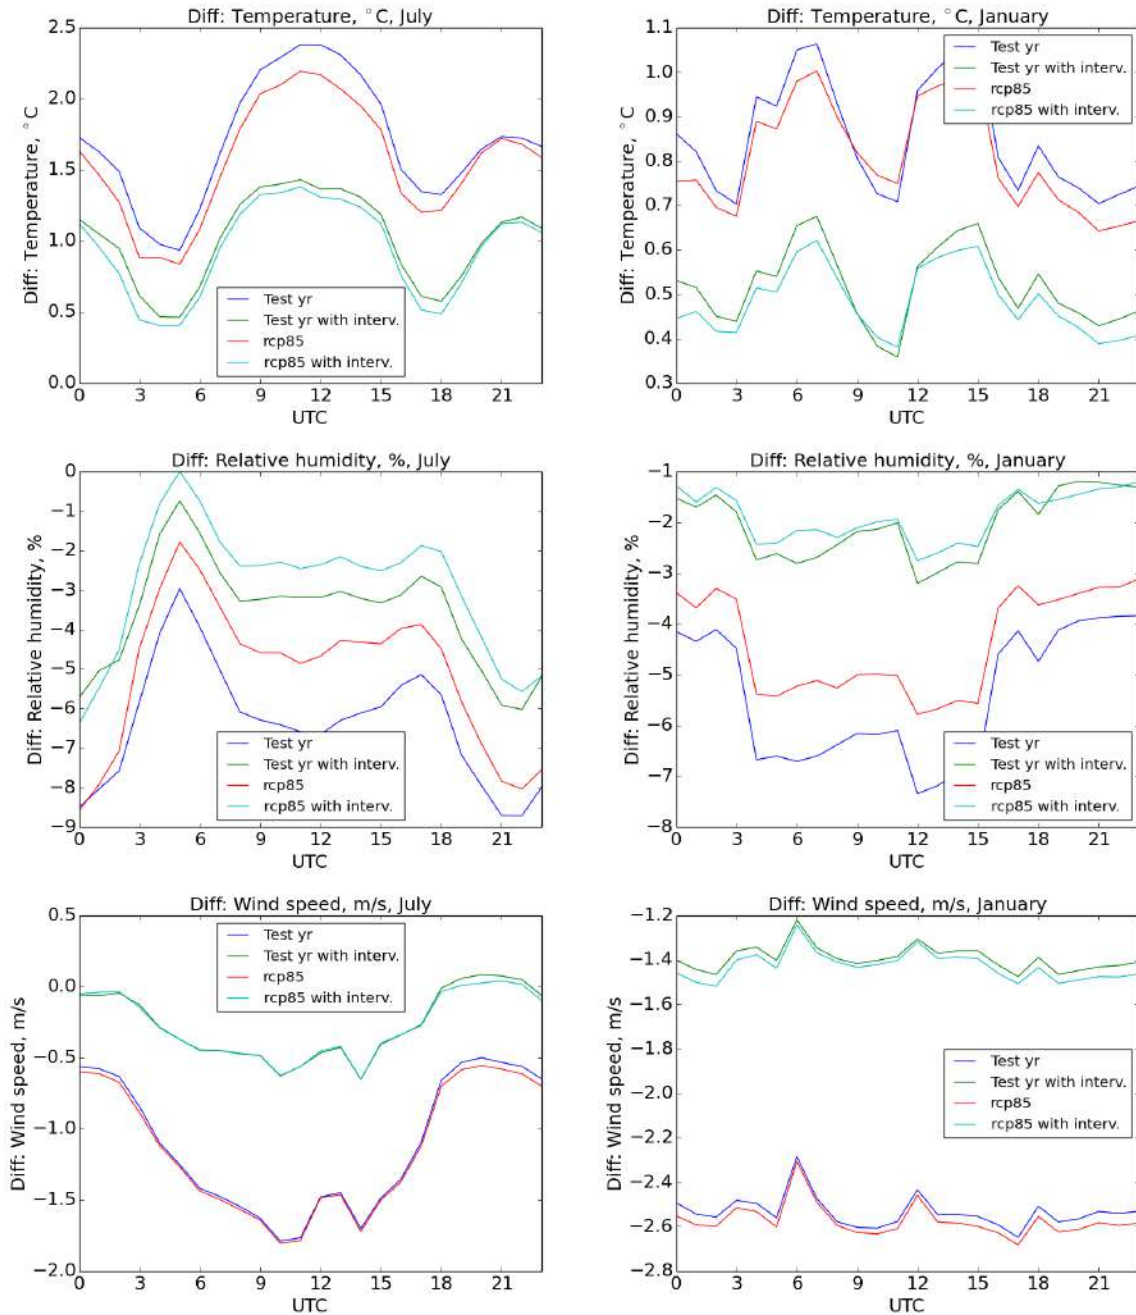 Diff: Temperature, °C, July
Diff: Temperature, °C
2.5
2.0
1.5
1.0
0.5
0.0
Test yr
Test yr with interv.
rcp85
rcp85 with interv.
0 3 6 9 12 15 18 21
UTC
Diff: Temperature, °C, January
Diff: Temperature, °C
1.1
1.0
0.9
0.8
0.7
0.6
0.5
0.4
0.3
Test yr
Test yr with interv.
rcp85
rcp85 with interv.
0 3 6 9 12 15 18 21
UTC
Diff: Relative humidity, %, July
Diff: Relative humidity, %
0
−1
−2
−3
−4
−5
−6
−7
−8
−9
Test yr
Test yr with interv.
rcp85
rcp85 with interv.
0 3 6 9 12 15 18 21
UTC
Diff: Relative humidity, %, January
Diff: Relative humidity, %
−1
−2
−3
−4
−5
−6
−7
−8
Test yr
Test yr with interv.
rcp85
rcp85 with interv.
0 3 6 9 12 15 18 21
UTC
Diff: Wind speed, m/s, July
Diff: Wind speed, m/s
0.5
0.0
−0.5
−1.0
−1.5
−2.0
Test yr
Test yr with interv.
rcp85
rcp85 with interv.
0 3 6 9 12 15 18 21
UTC
Diff: Wind speed, m/s, January
Diff: Wind speed, m/s
−1.2
−1.4
−1.6
−1.8
−2.0
−2.2
−2.4
−2.6
−2.8
Test yr
Test yr with interv.
rcp85
rcp85 with interv.
0 3 6 9 12 15 18 21
UTC